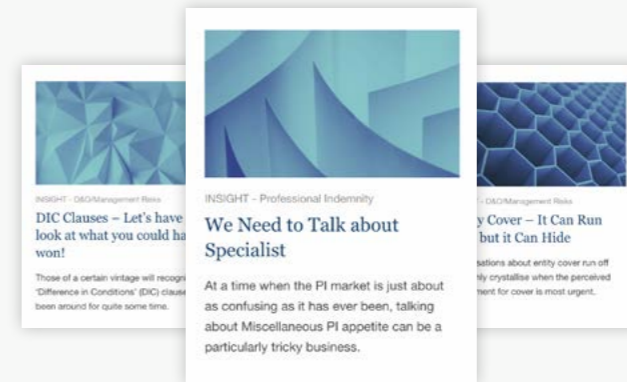 INSIGHT - D&O/Management Risks
DIC Clauses – Let's have
look at what you could ha
won!
Those of a certain vintage will recogni
'Difference in Conditions' (DIC) clause
been around for quite some time.
INSIGHT - Professional Indemnity
We Need to Talk about
Specialist
At a time when the PI market is just about
as confusing as it has ever been, talking
about Miscellaneous PI appetite can be a
particularly tricky business.
- D&O/Management Risks
y Cover – It Can Run
but it Can Hide
sations about entity cover run off
nly crystallise when the perceived
ment for cover is most urgent.